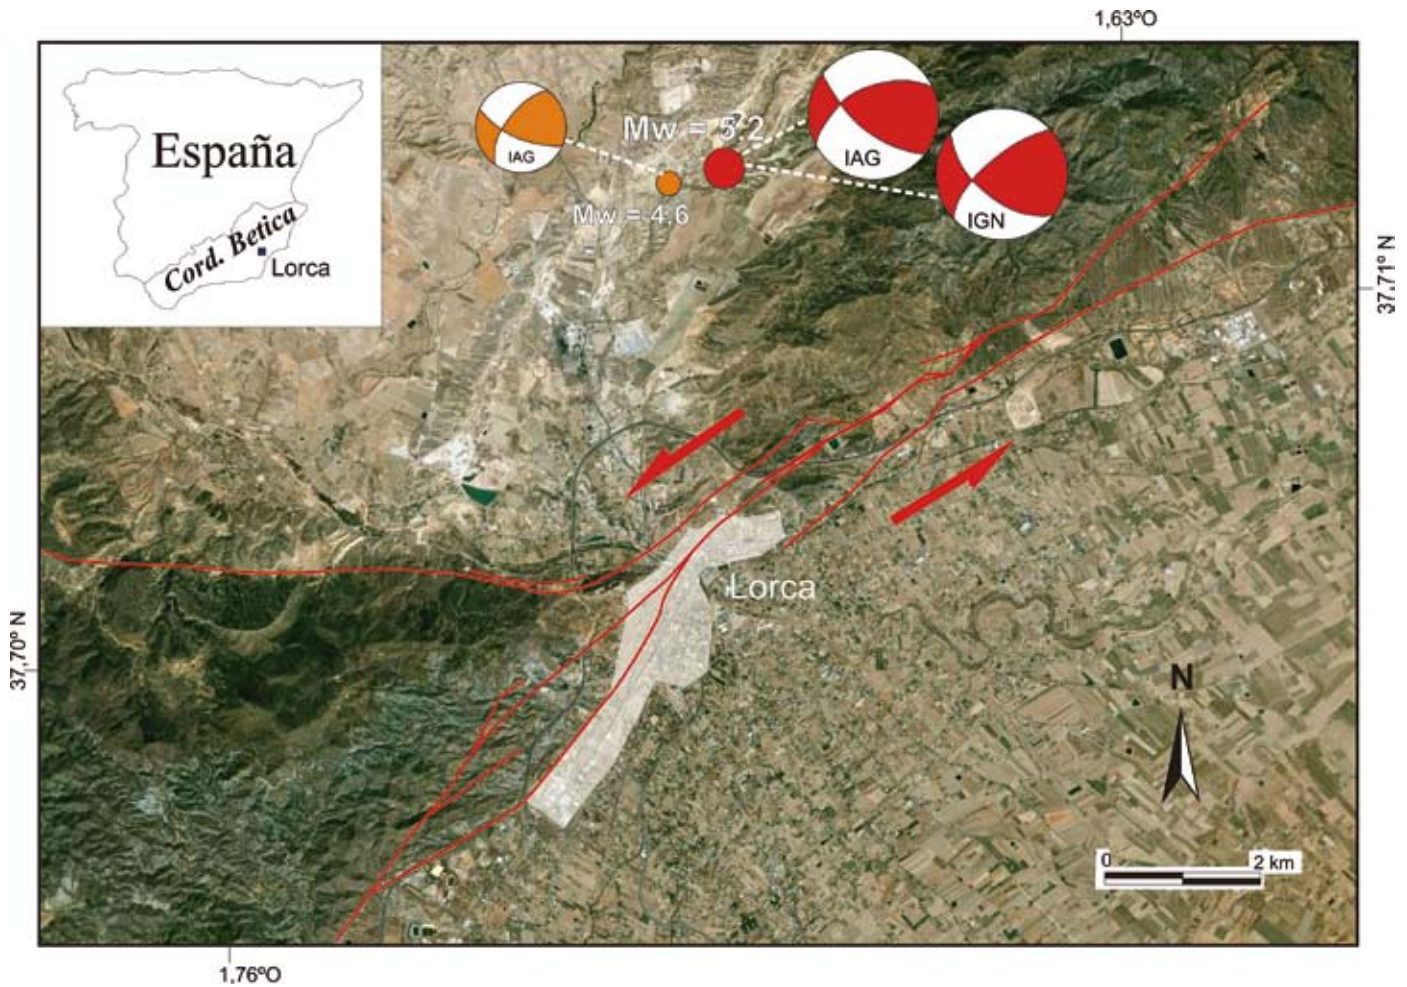 1,63ºO
España
Cord. Betica
Lorca
IAG
Mw = 5.2
IAG
IGN
Mw = 4.6
37,71º N
Lorca
37,70º N
N
0 2 km
1,76ºO